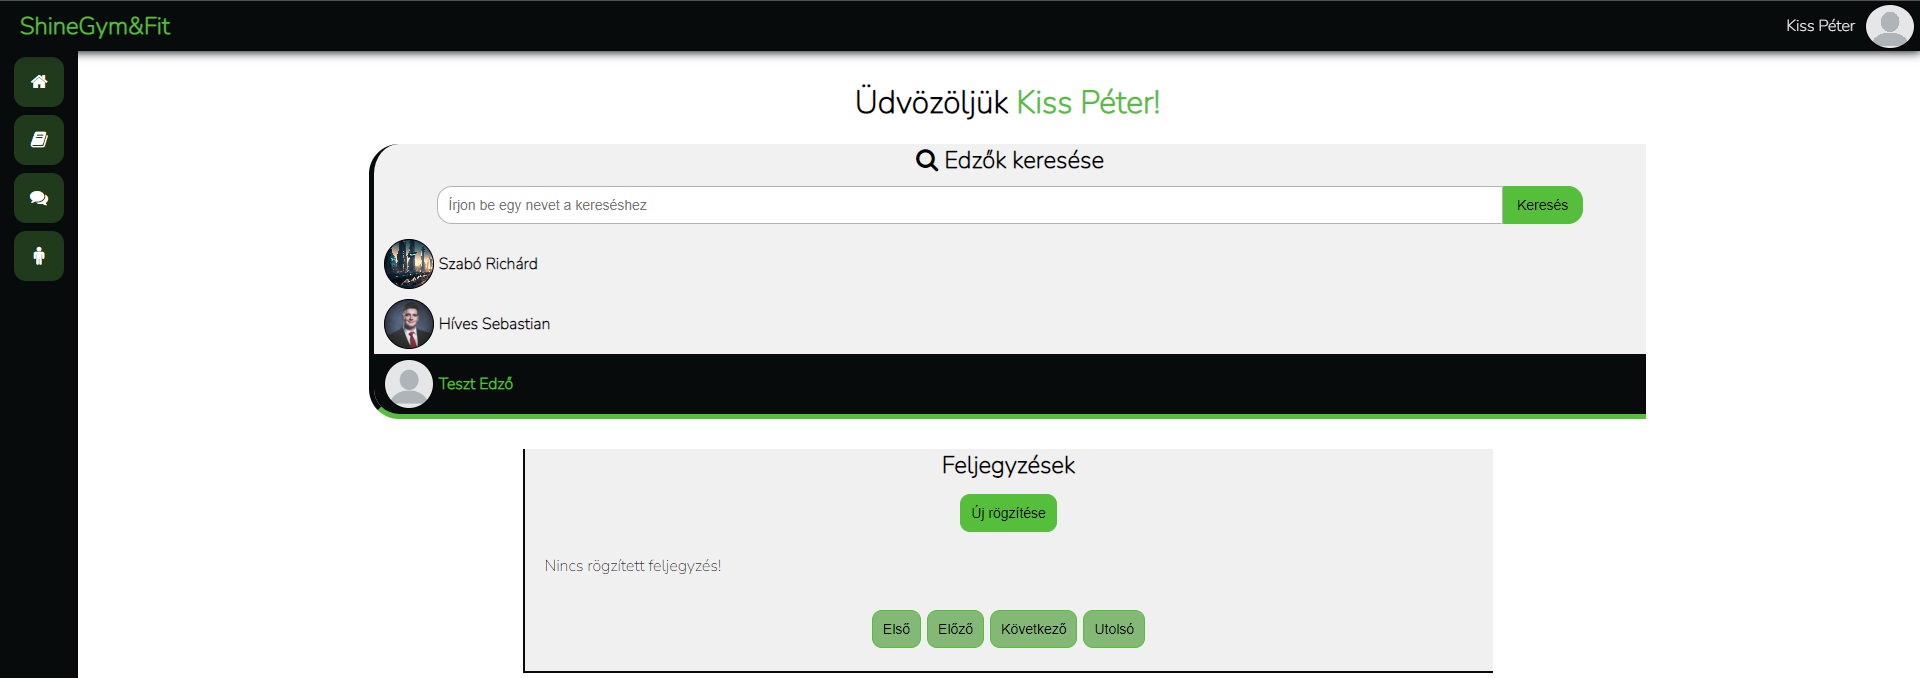 ShineGym&Fit
Kiss Péter
Üdvözöljük Kiss Péter!
Edzők keresése
Írjon be egy nevet a kereséshez
Keresés
Szabó Richárd
Híves Sebastian
Teszt Edző
Feljegyzések
Új rögzítése
Nincs rögzített feljegyzés!
Első Előző Következő Utolsó